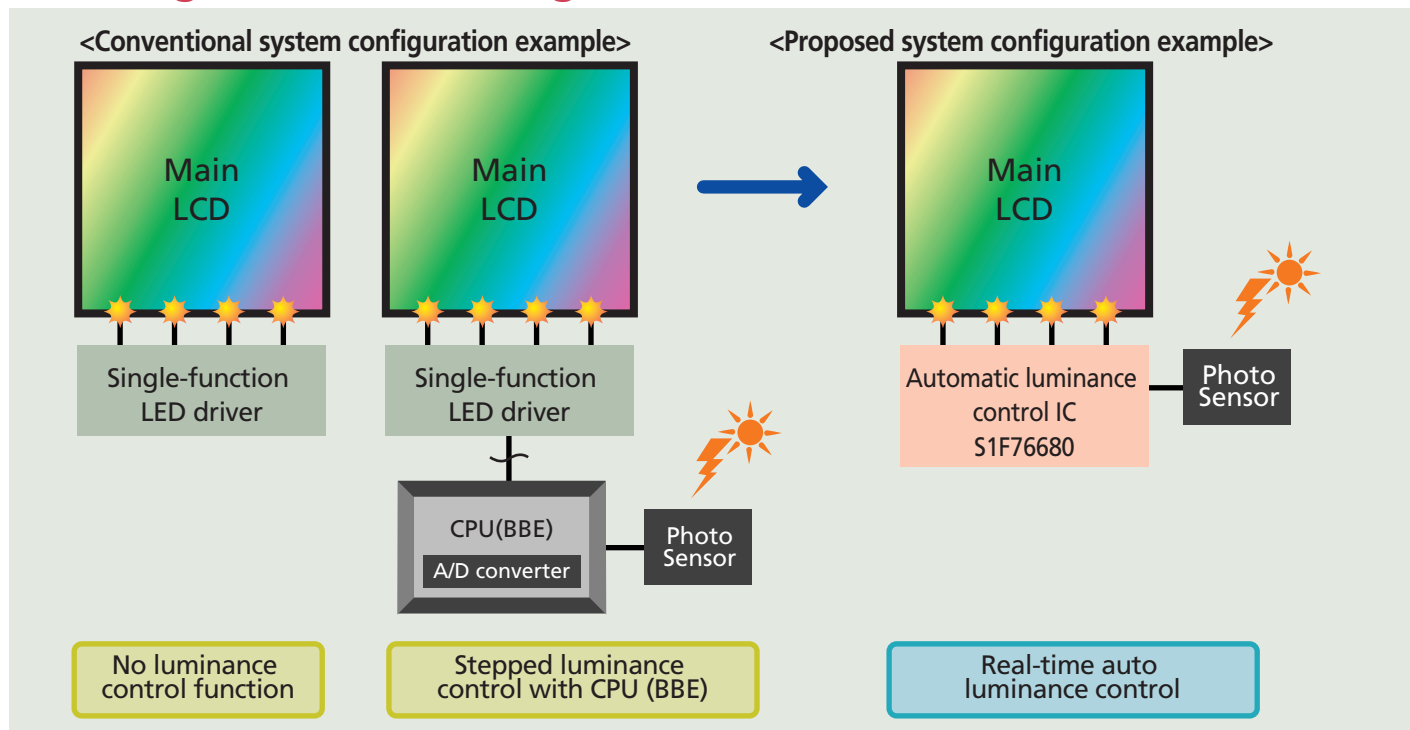 <Conventional system configuration example>
<Proposed system configuration example>
Main
LCD
Main
LCD
Main
LCD
Single-function
LED driver
Single-function
LED driver
Automatic luminance
control IC
S1F76680
Photo
Sensor
CPU(BBE)
A/D converter
Photo
Sensor
No luminance
control function
Stepped luminance
control with CPU (BBE)
Real-time auto
luminance control